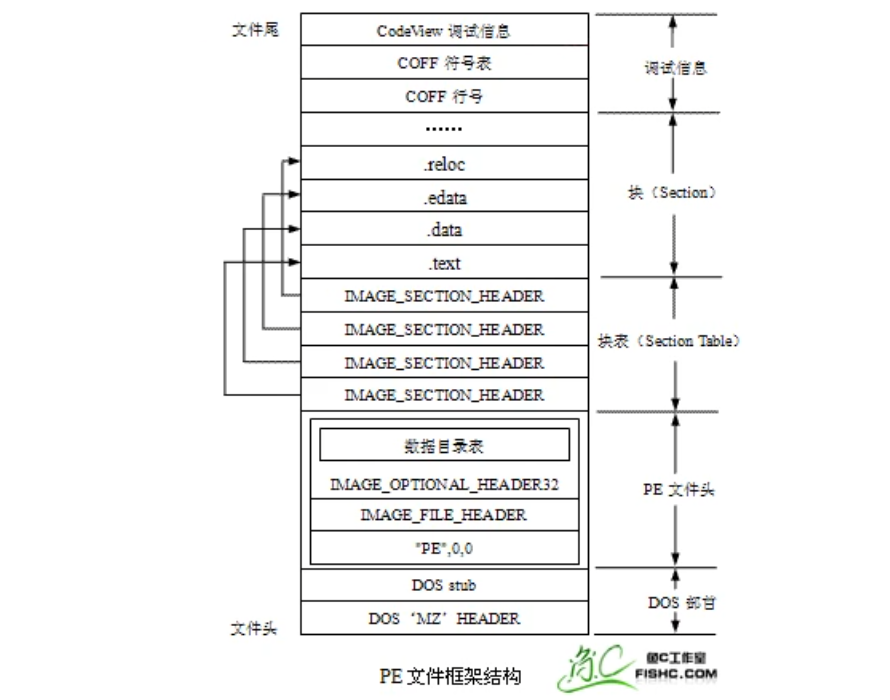 文件尾
CodeView 调试信息
COFF 符号表
调试信息
COFF 行号
······
.reloc
.edata
块（Section）
.data
.text
IMAGE_SECTION_HEADER
IMAGE_SECTION_HEADER
块表（Section Table）
IMAGE_SECTION_HEADER
IMAGE_SECTION_HEADER
数据目录表
IMAGE_OPTIONAL_HEADER32
PE 文件头
IMAGE_FILE_HEADER
"PE",0,0
DOS stub
DOS 部首
DOS ‘MZ’ HEADER
文件头
PE 文件框架结构
鱼C
鱼C工作室
FISHC.COM